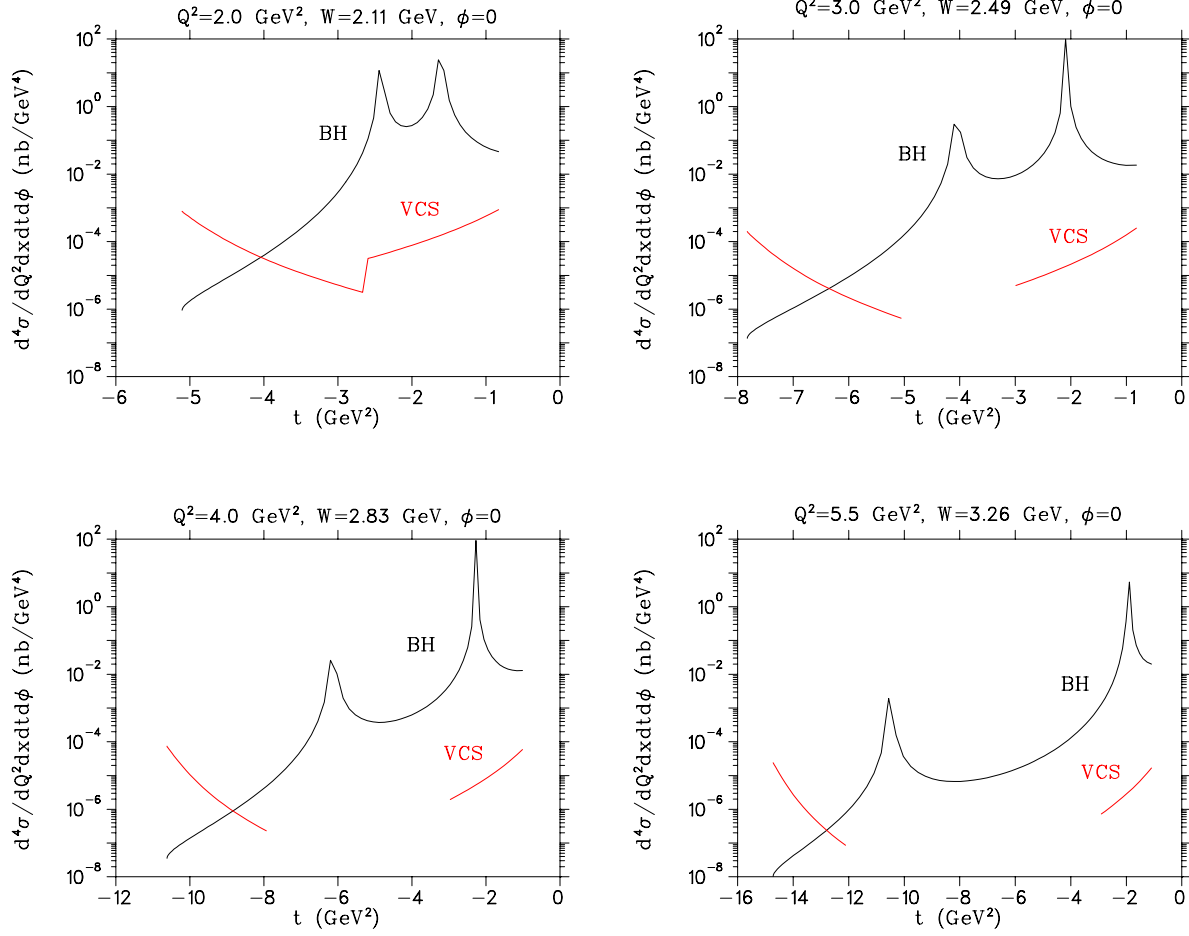 Q²=2.0 GeV², W=2.11 GeV, ϕ=0
d⁴σ/dQ²dxdtdϕ (nb/GeV⁴)
10²
10⁰
10⁻²
10⁻⁴
10⁻⁶
10⁻⁸
BH
VCS
−6 −5 −4 −3 −2 −1 0
t (GeV²)
Q²=3.0 GeV², W=2.49 GeV, ϕ=0
d⁴σ/dQ²dxdtdϕ (nb/GeV⁴)
10²
10⁰
10⁻²
10⁻⁴
10⁻⁶
10⁻⁸
BH
VCS
−8 −7 −6 −5 −4 −3 −2 −1 0
t (GeV²)
Q²=4.0 GeV², W=2.83 GeV, ϕ=0
d⁴σ/dQ²dxdtdϕ (nb/GeV⁴)
10²
10⁰
10⁻²
10⁻⁴
10⁻⁶
10⁻⁸
BH
VCS
−12 −10 −8 −6 −4 −2 0
t (GeV²)
Q²=5.5 GeV², W=3.26 GeV, ϕ=0
d⁴σ/dQ²dxdtdϕ (nb/GeV⁴)
10²
10⁰
10⁻²
10⁻⁴
10⁻⁶
10⁻⁸
BH
VCS
−16 −14 −12 −10 −8 −6 −4 −2 0
t (GeV²)